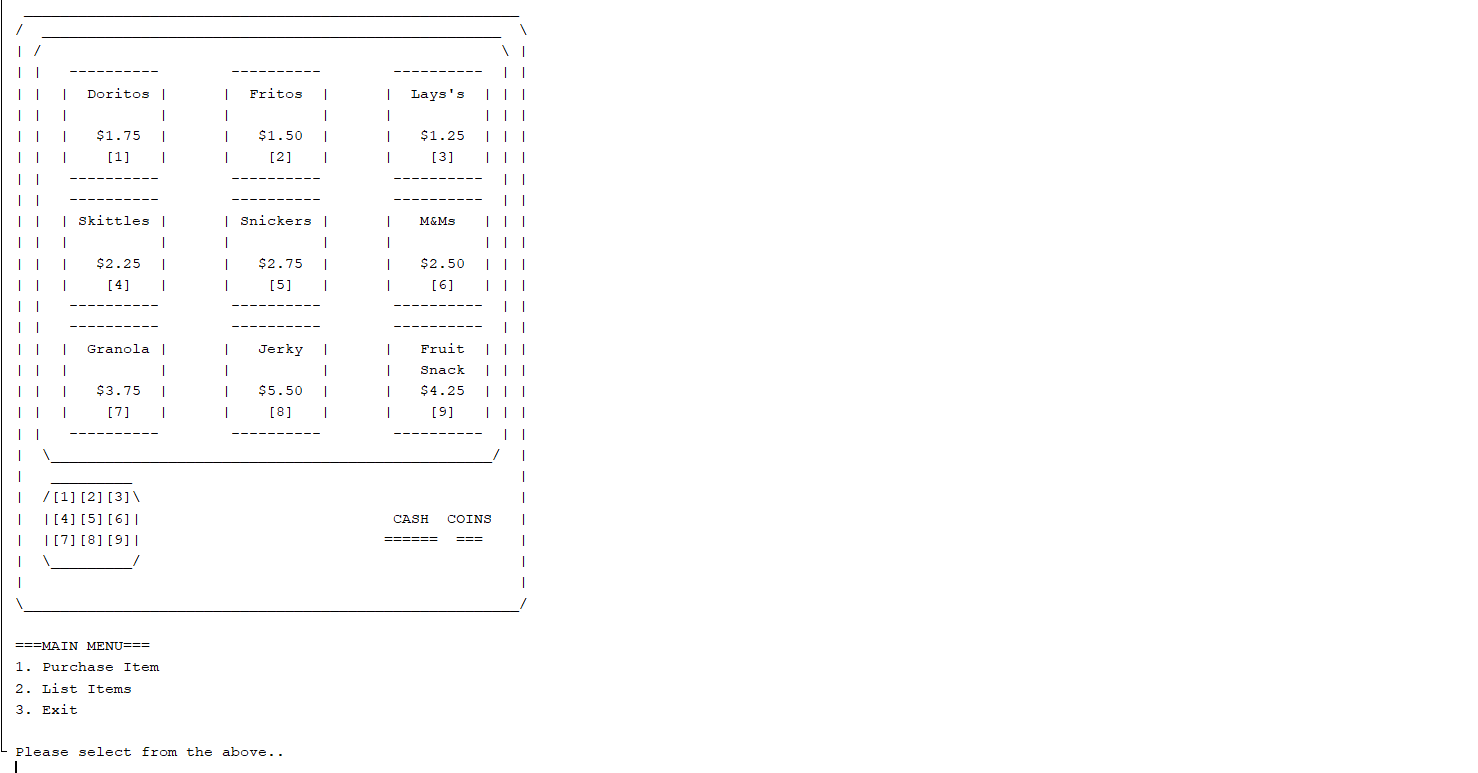 Doritos Fritos Lays's
$1.75 $1.50 $1.25
[1] [2] [3]
Skittles Snickers M&Ms
$2.25 $2.75 $2.50
[4] [5] [6]
Granola Jerky Fruit
Snack
$3.75 $5.50 $4.25
[7] [8] [9]
[1][2][3]
[4][5][6] CASH COINS
[7][8][9] ====== ===
===MAIN MENU===
1. Purchase Item
2. List Items
3. Exit
Please select from the above..